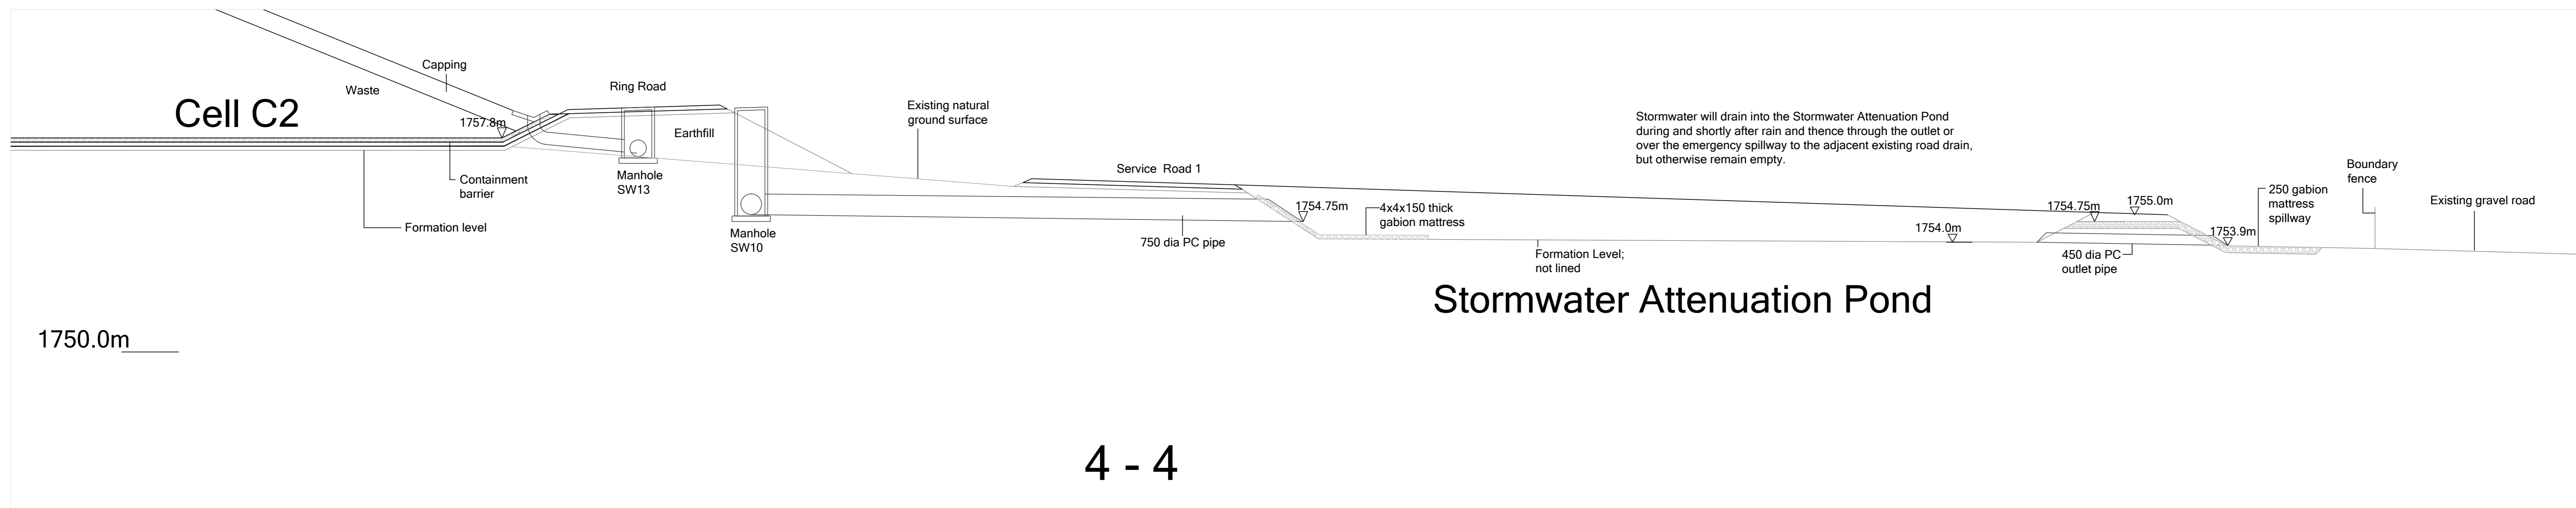 Capping
Waste
Cell C2
1757.8m
Ring Road
Earthfill
Manhole
SW13
Containment
barrier
Formation level
Existing natural
ground surface
Manhole
SW10
Service Road 1
750 dia PC pipe
1754.75m
4x4x150 thick
gabion mattress
Stormwater will drain into the Stormwater Attenuation Pond
during and shortly after rain and thence through the outlet or
over the emergency spillway to the adjacent existing road drain,
but otherwise remain empty.
Formation Level;
not lined
1754.0m
1754.75m
1755.0m
1753.9m
450 dia PC
outlet pipe
250 gabion
mattress
spillway
Boundary
fence
Existing gravel road
Stormwater Attenuation Pond
1750.0m
4 - 4